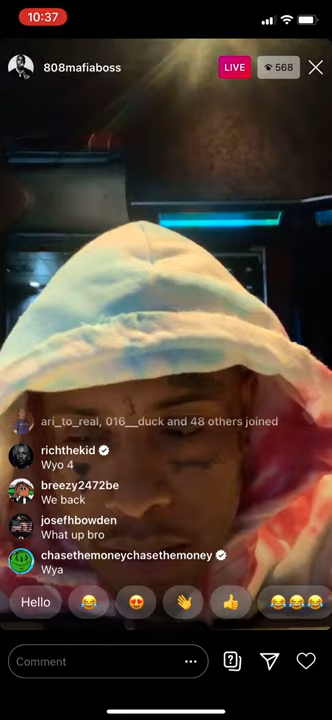 10:37
808mafiaboss
LIVE
568
ari_to_real, 016__duck and 48 others joined
richthekid
Wyo 4
breezy2472be
We back
josefhbowden
What up bro
chasethemoneychasethemoney
Wya
Hello
Comment